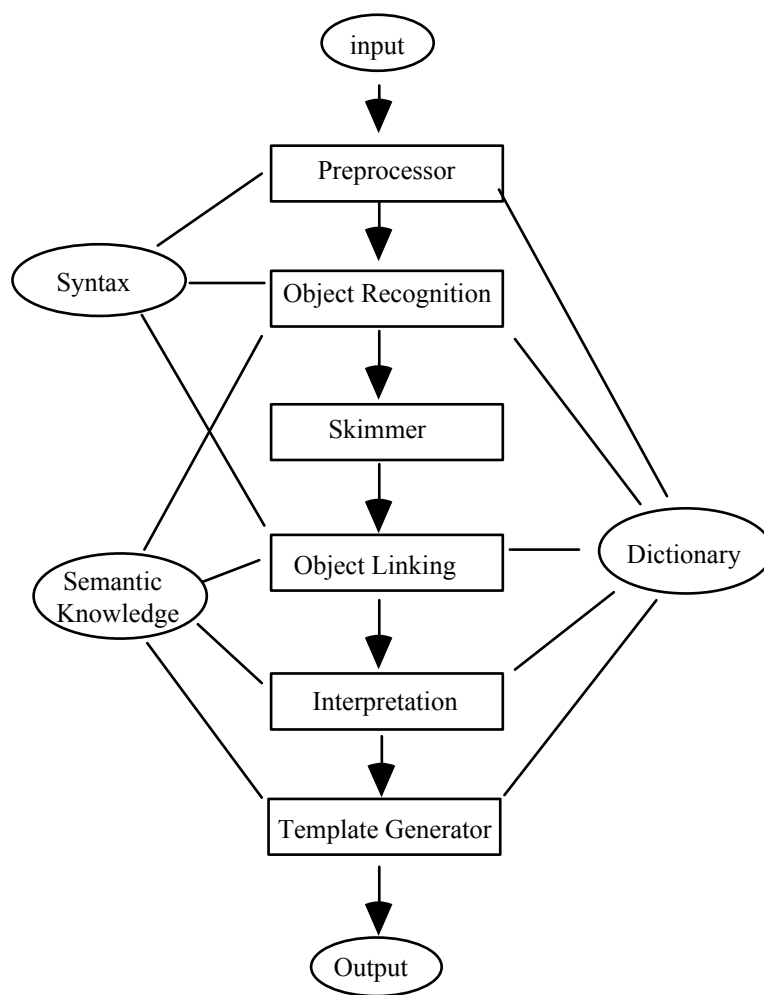 input
Preprocessor
Syntax
Object Recognition
Skimmer
Object Linking
Dictionary
Semantic
Knowledge
Interpretation
Template Generator
Output